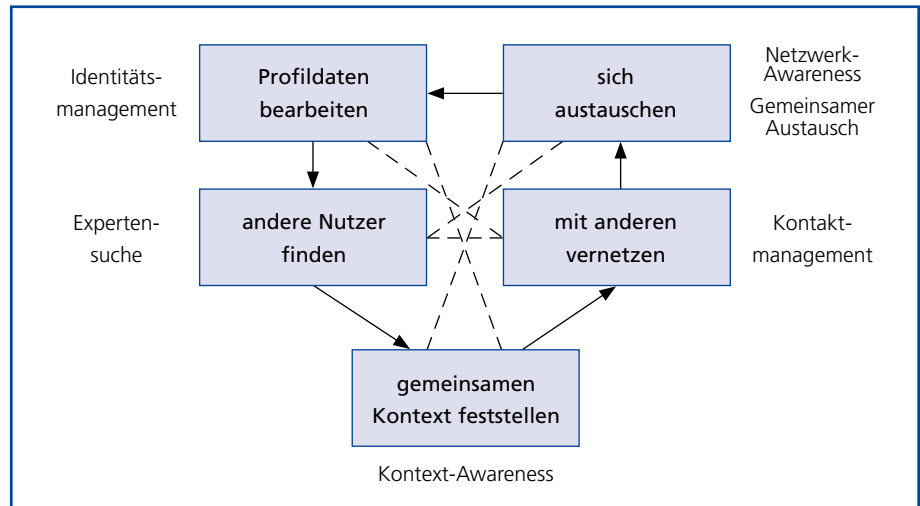 Identitäts-
management
Profildaten
bearbeiten
sich
austauschen
Netzwerk-
Awareness
Gemeinsamer
Austausch
Experten-
suche
andere Nutzer
finden
mit anderen
vernetzen
Kontakt-
management
gemeinsamen
Kontext feststellen
Kontext-Awareness